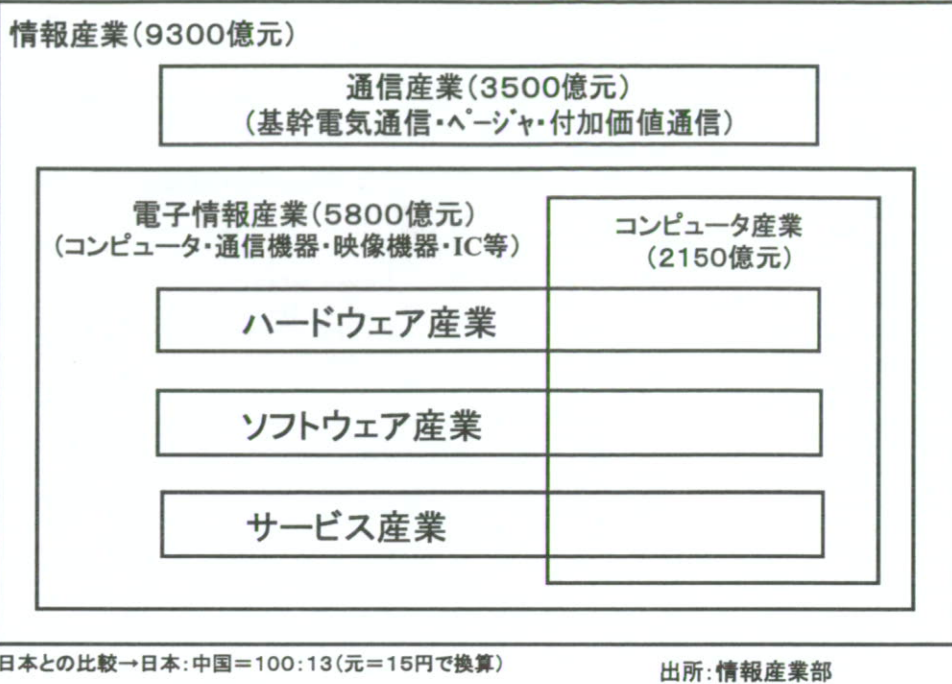 情報産業(9300億元)
通信産業(3500億元)
(基幹電気通信・ﾍﾟｰｼﾞｬ・付加価値通信)
電子情報産業(5800億元)
(コンピュータ・通信機器・映像機器・IC等)
コンピュータ産業
(2150億元)
ハードウェア産業
ソフトウェア産業
サービス産業
日本との比較→日本:中国=100:13(元=15円で換算)
出所:情報産業部